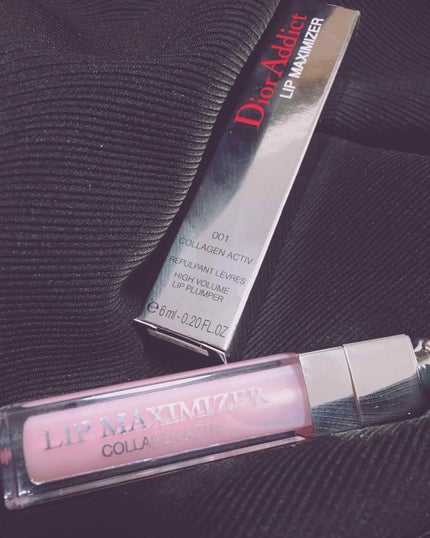 Dior Addict
LIP MAXIMIZER
001
COLLAGEN ACTIV
REPULPANT LÈVRES
HIGH VOLUME
LIP PLUMPER
℮ 6 ml - 0.20 FL.OZ
LIP MAXIMIZER
COLLAGEN ACTIV